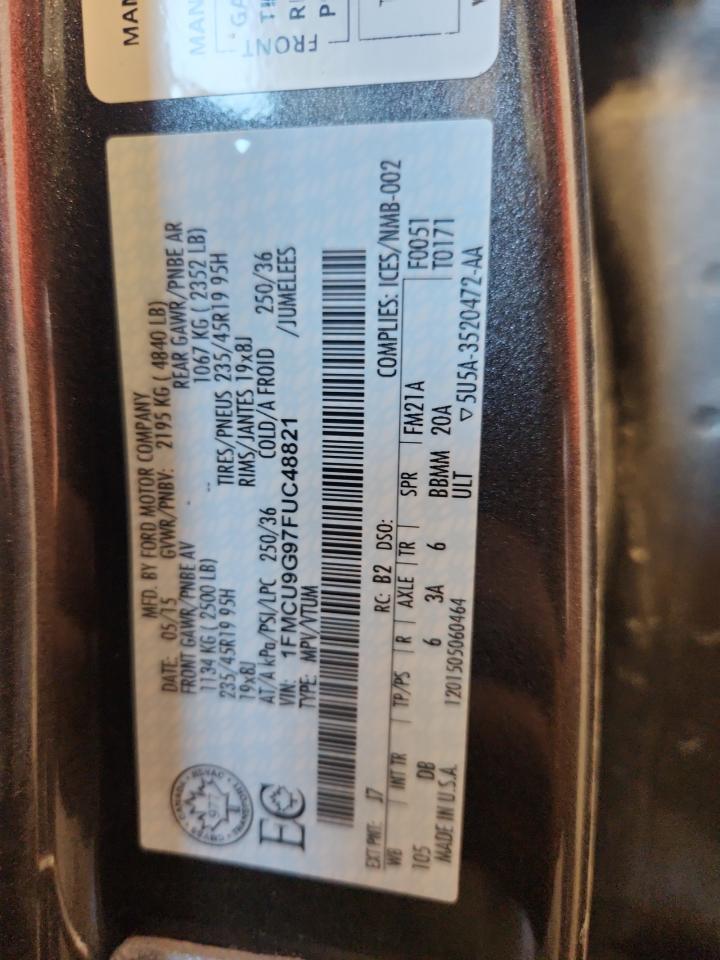 MAN
MAN
GA
FRONT
MFD. BY FORD MOTOR COMPANY
DATE: 05/15 GVWR/PNBV: 2195 KG ( 4840 LB)
FRONT GAWR/PNBE AV REAR GAWR/PNBE AR
1134 KG ( 2500 LB) 1067 KG ( 2352 LB)
235/45R19 95H TIRES/PNEUS 235/45R19 95H
19x8J RIMS/JANTES 19x8J
AT/A kPa/PSI/LPC 250/36 COLD/A FROID 250/36
VIN: 1FMCU9G97FUC48821 /JUMELEES
TYPE: MPV/VTUM
EC
COMPLIES: ICES/NMB-002
EXT PNT: J7 RC: B2 DSO: F0051
WB INT TR TP/PS R AXLE TR SPR FM21A T0171
105 DB 6 3A 6 BBMM 20A
ULT ▽5U5A-3520472-AA
MADE IN U.S.A. 1201505060464